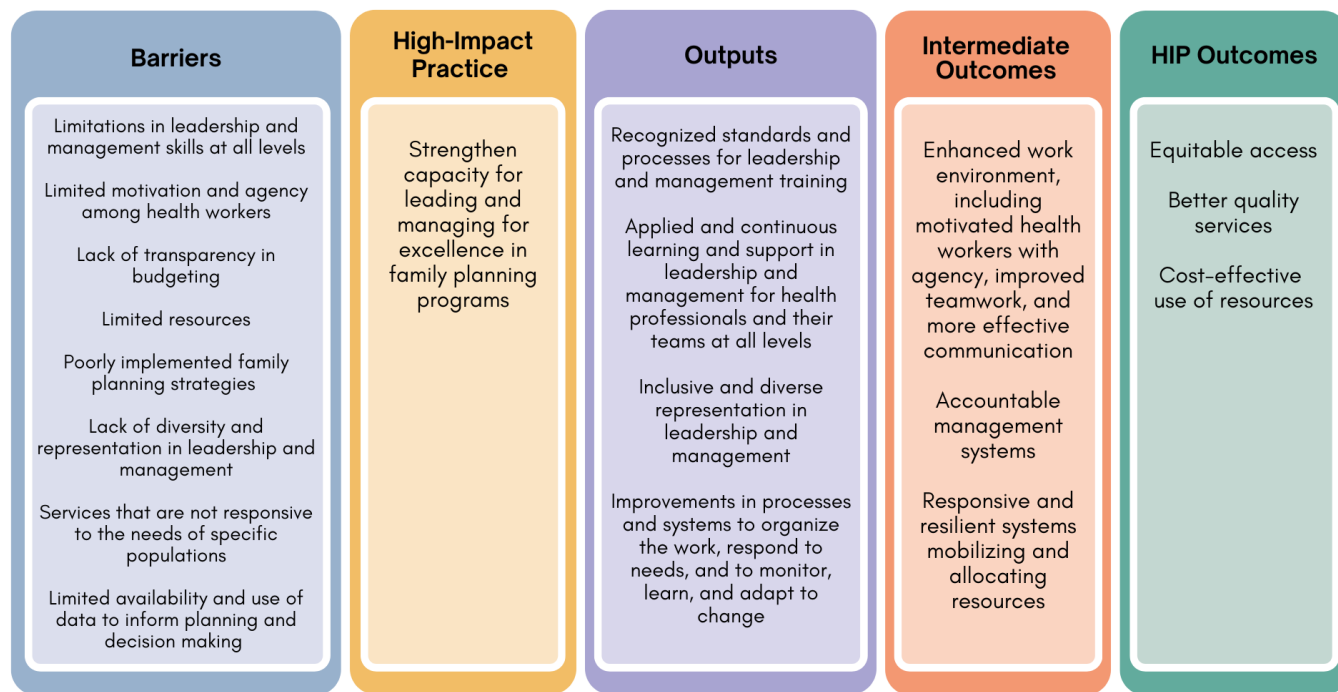 Barriers
Limitations in leadership and
management skills at all levels
Limited motivation and agency
among health workers
Lack of transparency in
budgeting
Limited resources
Poorly implemented family
planning strategies
Lack of diversity and
representation in leadership and
management
Services that are not responsive
to the needs of specific
populations
Limited availability and use of
data to inform planning and
decision making
High-Impact
Practice
Strengthen
capacity for
leading and
managing for
excellence in
family planning
programs
Outputs
Recognized standards and
processes for leadership
and management training
Applied and continuous
learning and support in
leadership and
management for health
professionals and their
teams at all levels
Inclusive and diverse
representation in
leadership and
management
Improvements in processes
and systems to organize
the work, respond to
needs, and to monitor,
learn, and adapt to
change
Intermediate
Outcomes
Enhanced work
environment,
including
motivated health
workers with
agency, improved
teamwork, and
more effective
communication
Accountable
management
systems
Responsive and
resilient systems
mobilizing and
allocating
resources
HIP Outcomes
Equitable access
Better quality
services
Cost-effective
use of resources